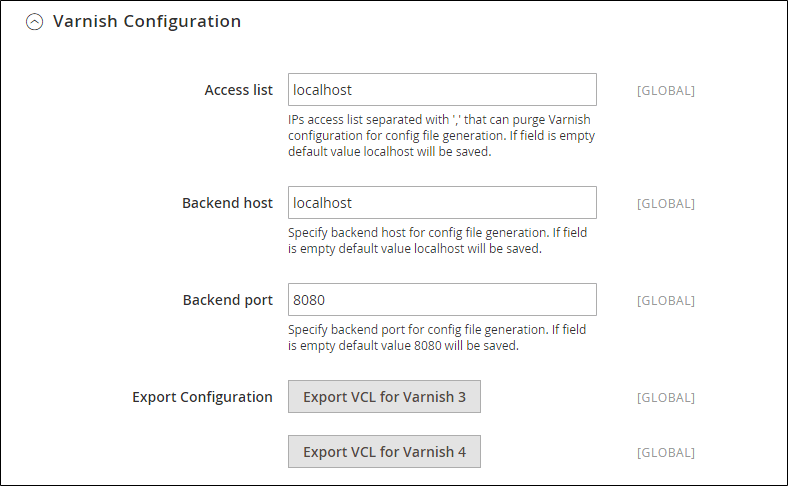 Varnish Configuration
Access list localhost [GLOBAL]
IPs access list separated with ',' that can purge Varnish
configuration for config file generation. If field is empty
default value localhost will be saved.
Backend host localhost [GLOBAL]
Specify backend host for config file generation. If field
is empty default value localhost will be saved.
Backend port 8080 [GLOBAL]
Specify backend port for config file generation. If field
is empty default value 8080 will be saved.
Export Configuration Export VCL for Varnish 3 [GLOBAL]
Export VCL for Varnish 4 [GLOBAL]